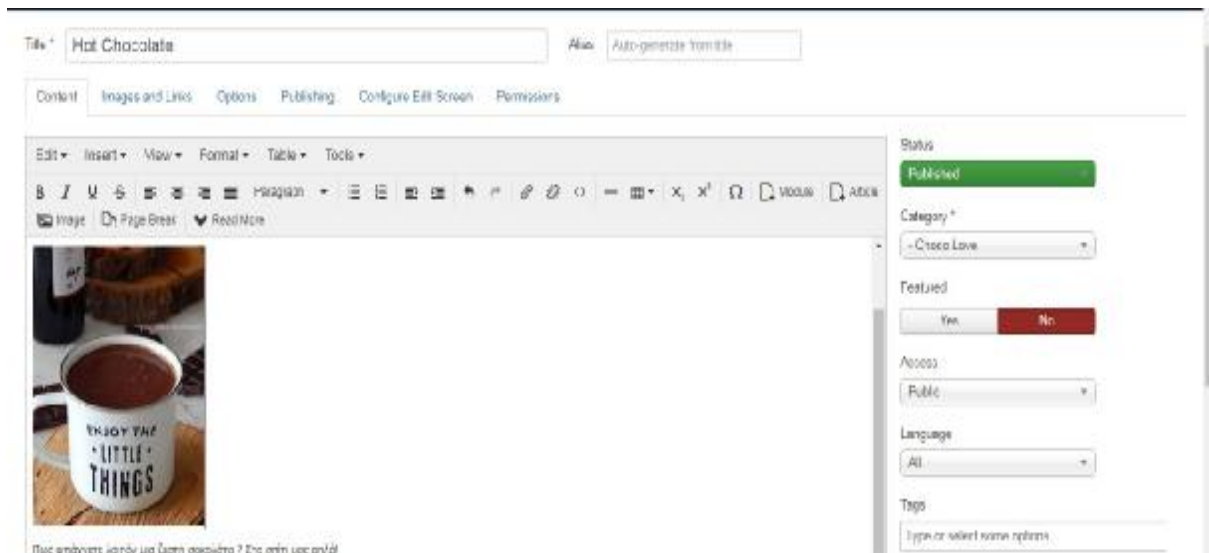 Title * Hot Chocolate Alias Auto-generate from title
Content Images and Links Options Publishing Configure Edit Screen Permissions
Edit Insert View Format Table Tools
B I U S Paragraph Ω Module Article
Image Page Break Read More
ENJOY THE
· LITTLE ·
THINGS
Status
Published
Category *
- Choco Love
Featured
Yes No
Access
Public
Language
All
Tags
Type or select some options